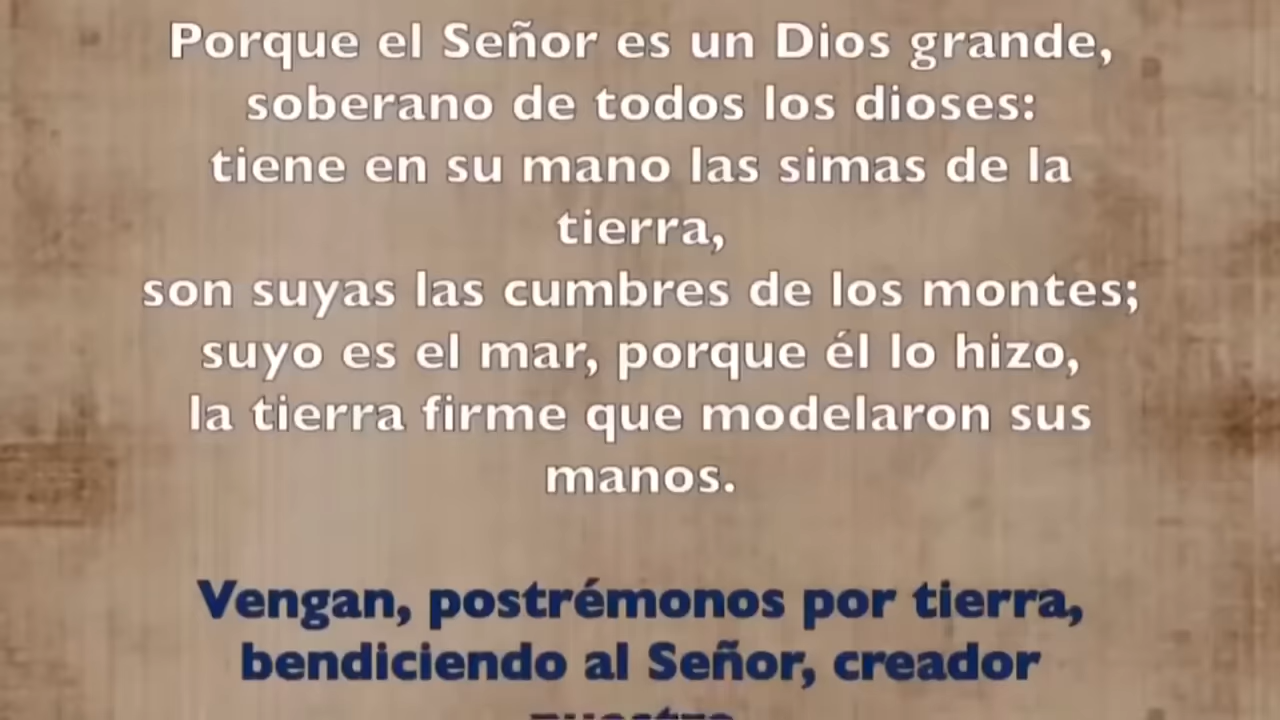 Porque el Señor es un Dios grande,
soberano de todos los dioses:
tiene en su mano las simas de la
tierra,
son suyas las cumbres de los montes;
suyo es el mar, porque él lo hizo,
la tierra firme que modelaron sus
manos.
Vengan, postrémonos por tierra,
bendiciendo al Señor, creador